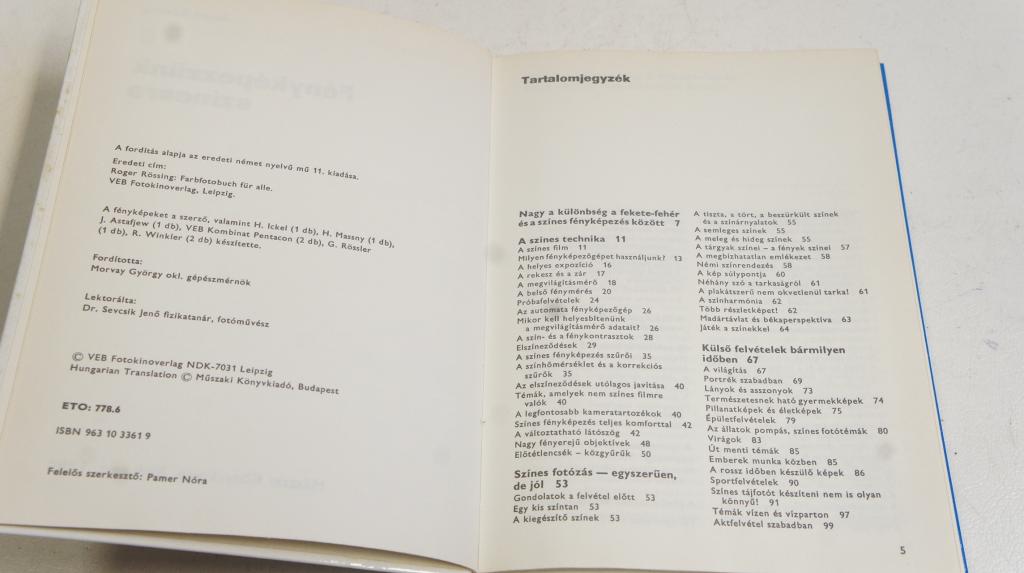 A fordítás alapja az eredeti német nyelvű mű 11. kiadása.
Eredeti cím:
Roger Rössing: Farbfotobuch für alle.
VEB Fotokinoverlag, Leipzig.
A fényképeket a szerző, valamint H. Ickel (1 db), H. Massny (1 db),
J. Astafjew (1 db), VEB Kombinat Pentacon (2 db), G. Rössler
(1 db), R. Winkler (2 db) készítette.
Fordította:
Morvay György okl. gépészmérnök
Lektorálta:
Dr. Sevcsik Jenő fizikatanár, fotóművész
© VEB Fotokinoverlag NDK-7031 Leipzig
Hungarian Translation © Műszaki Könyvkiadó, Budapest
ETO: 778.6
ISBN 963 10 3361 9
Felelős szerkesztő: Pamer Nóra
Tartalomjegyzék
Nagy a különbség a fekete-fehér
és a színes fényképezés között 7
A színes technika 11
A színes film 11
Milyen fényképezőgépet használjunk? 13
A helyes expozíció 16
A rekesz és a zár 17
A megvilágításmérő 18
A belső fénymérés 20
Próbafelvételek 24
Az automata fényképezőgép 26
Mikor kell helyesbítenünk
a megvilágításmérő adatait? 26
A szín- és a fénykontrasztok 28
Elszíneződések 29
A színes fényképezés szűrői 35
A színhőmérséklet és a korrekciós
szűrők 35
Az elszíneződések utólagos javítása 40
Témák, amelyek nem színes filmre
valók 40
A legfontosabb kameratartozékok 40
Színes fényképezés teljes komforttal 42
A változtatható látószög 42
Nagy fényerejű objektívek 48
Előtétlencsék – közgyűrűk 50
Színes fotózás — egyszerűen,
de jól 53
Gondolatok a felvétel előtt 53
Egy kis színtan 53
A kiegészítő színek 53
A tiszta, a tört, a beszürkült színek
és a színárnyalatok 55
A semleges színek 55
A meleg és hideg színek 55
A tárgyak színei – a fények színei 57
A megbízhatatlan emlékezet 58
Némi színrendezés 58
A kép súlypontja 60
Néhány szó a tarkaságról 61
A plakátszerű nem okvetlenül tarka! 61
A színharmónia 62
Több részletképet! 62
Madártávlat és békaperspektíva 63
Játék a színekkel 64
Külső felvételek bármilyen
időben 67
A világítás 67
Portrék szabadban 69
Lányok és asszonyok 73
Természetesnek ható gyermekképek 74
Pillanatképek és életképek 75
Épületfelvételek 79
Az állatok pompás, színes fotótémák 80
Virágok 83
Út menti témák 85
Emberek munka közben 85
A rossz időben készülő képek 86
Sportfelvételek 90
Színes tájfotót készíteni nem is olyan
könnyű! 91
Témák vízen és vízparton 97
Aktfelvétel szabadban 99
5